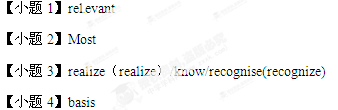 【小题1】relevant
【小题2】Most
【小题3】realize（realize）/know/recognise(recognize)
【小题4】basis